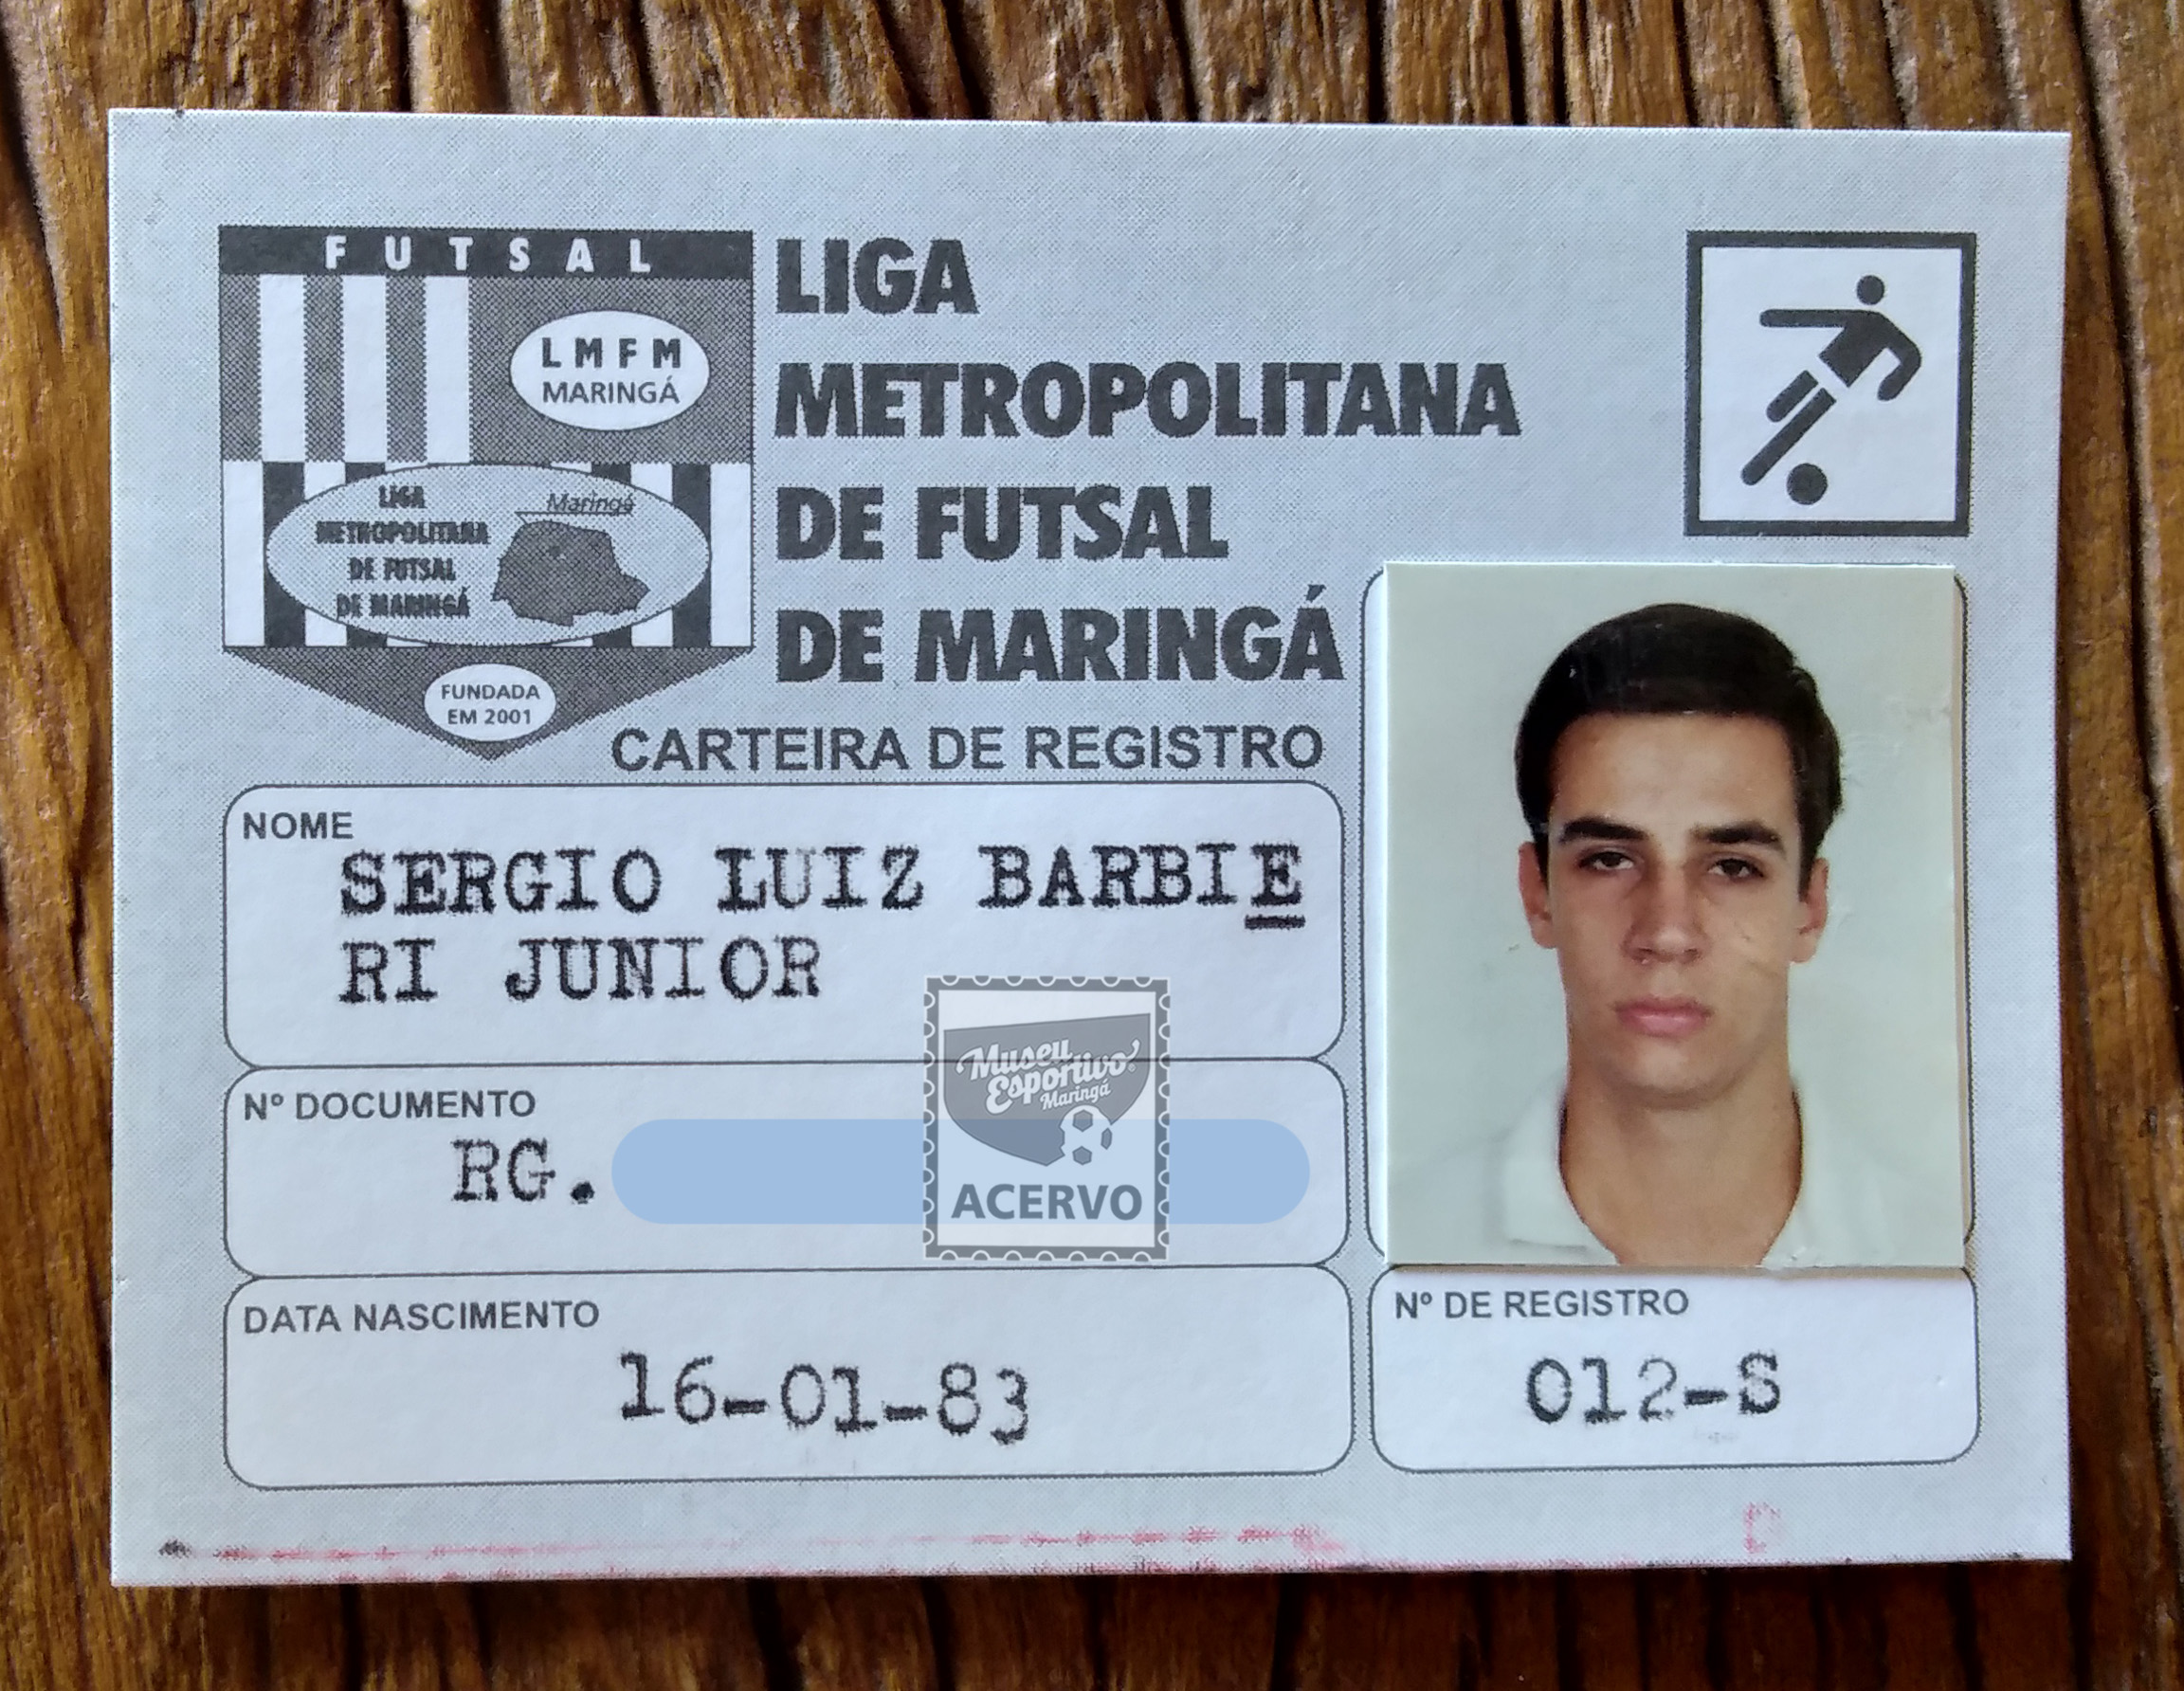 FUTSAL
LMFM
MARINGÁ
LIGA
METROPOLITANA
DE FUTSAL
DE MARINGÁ
Maringá
FUNDADA
EM 2001
LIGA
METROPOLITANA
DE FUTSAL
DE MARINGÁ
CARTEIRA DE REGISTRO
NOME
SERGIO LUIZ BARBIE
RI JUNIOR
Nº DOCUMENTO
RG.
Museu
Esportivo
Maringá
ACERVO
DATA NASCIMENTO
16-01-83
Nº DE REGISTRO
012-S